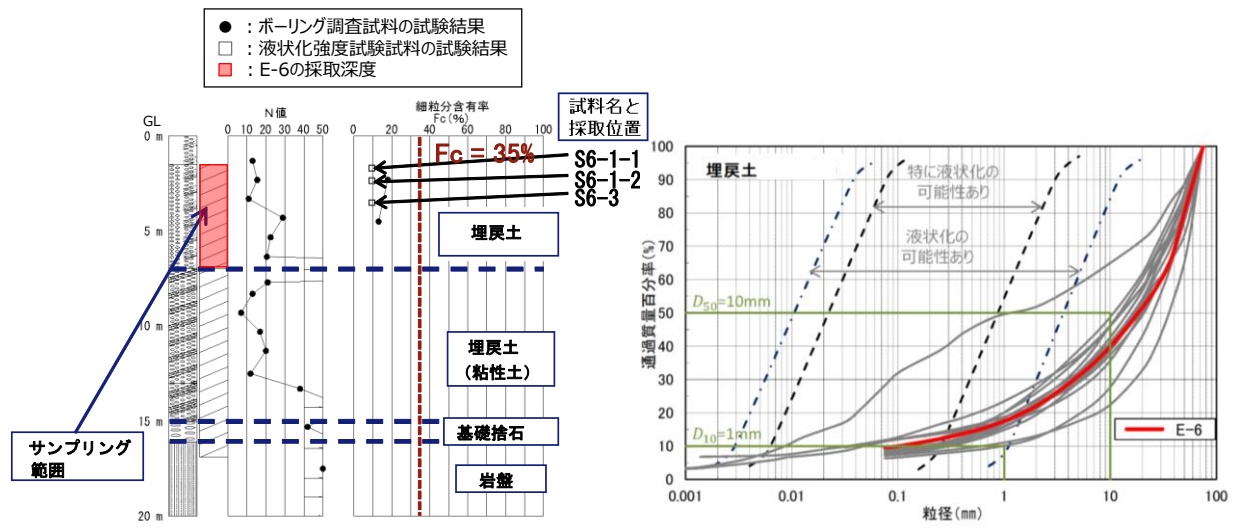 ● : ボーリング調査試料の試験結果
□ : 液状化強度試験試料の試験結果
■ : E-6の採取深度
GL
N値
0 10 20 30 40 50
細粒分含有率
Fc(%)
0 20 40 60 80 100
試料名と
採取位置
0 m
5 m
10 m
15 m
20 m
Fc = 35%
S6-1-1
S6-1-2
S6-3
埋戻土
埋戻土
(粘性土)
基礎捨石
岩盤
サンプリング
範囲
埋戻土
特に液状化の
可能性あり
液状化の
可能性あり
D50=10mm
D10=1mm
E-6
通過質量百分率(%)
100
90
80
70
60
50
40
30
20
10
0
0.001 0.01 0.1 1 10 100
粒径(mm)